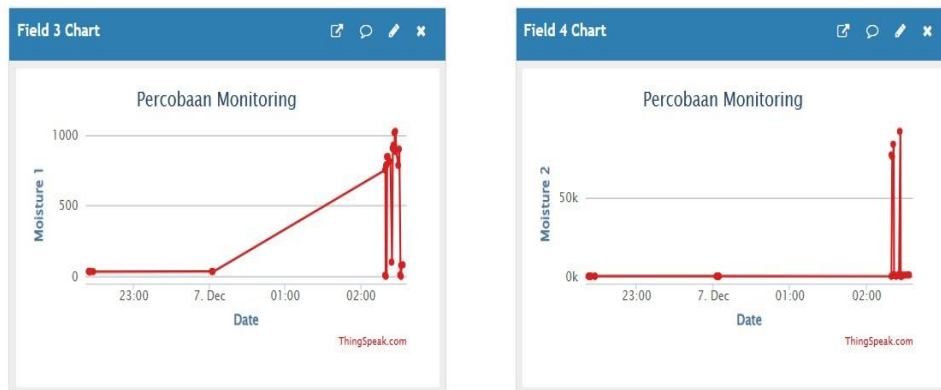 Field 3 Chart
Percobaan Monitoring
Moisture 1
1000
500
0
23:00
7. Dec
01:00
02:00
Date
ThingSpeak.com
Field 4 Chart
Percobaan Monitoring
Moisture 2
50k
0k
23:00
7. Dec
01:00
02:00
Date
ThingSpeak.com